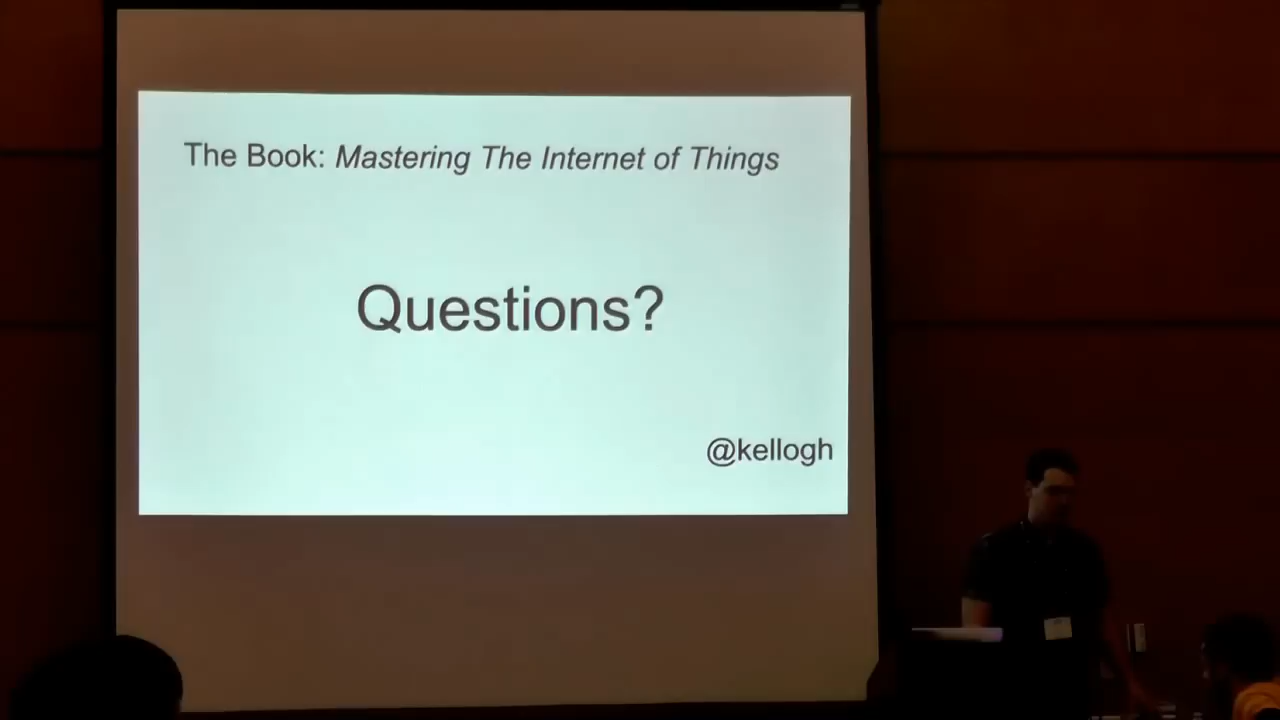 The Book: Mastering The Internet of Things
Questions?
@kellogh